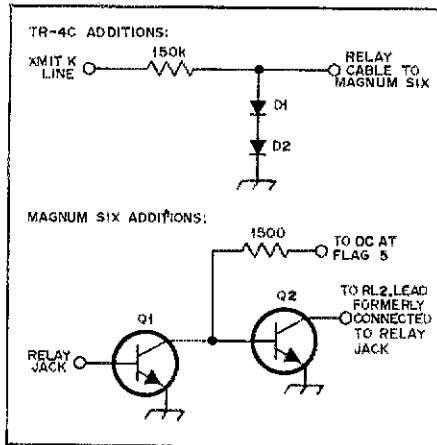 TR-4C ADDITIONS:
XMIT K
LINE
150k
RELAY
CABLE TO
MAGNUM SIX
D1
D2
MAGNUM SIX ADDITIONS:
1500
TO DC AT
FLAG 5
Q1
Q2
TO RL2, LEAD
FORMERLY
CONNECTED
TO RELAY
JACK
RELAY
JACK